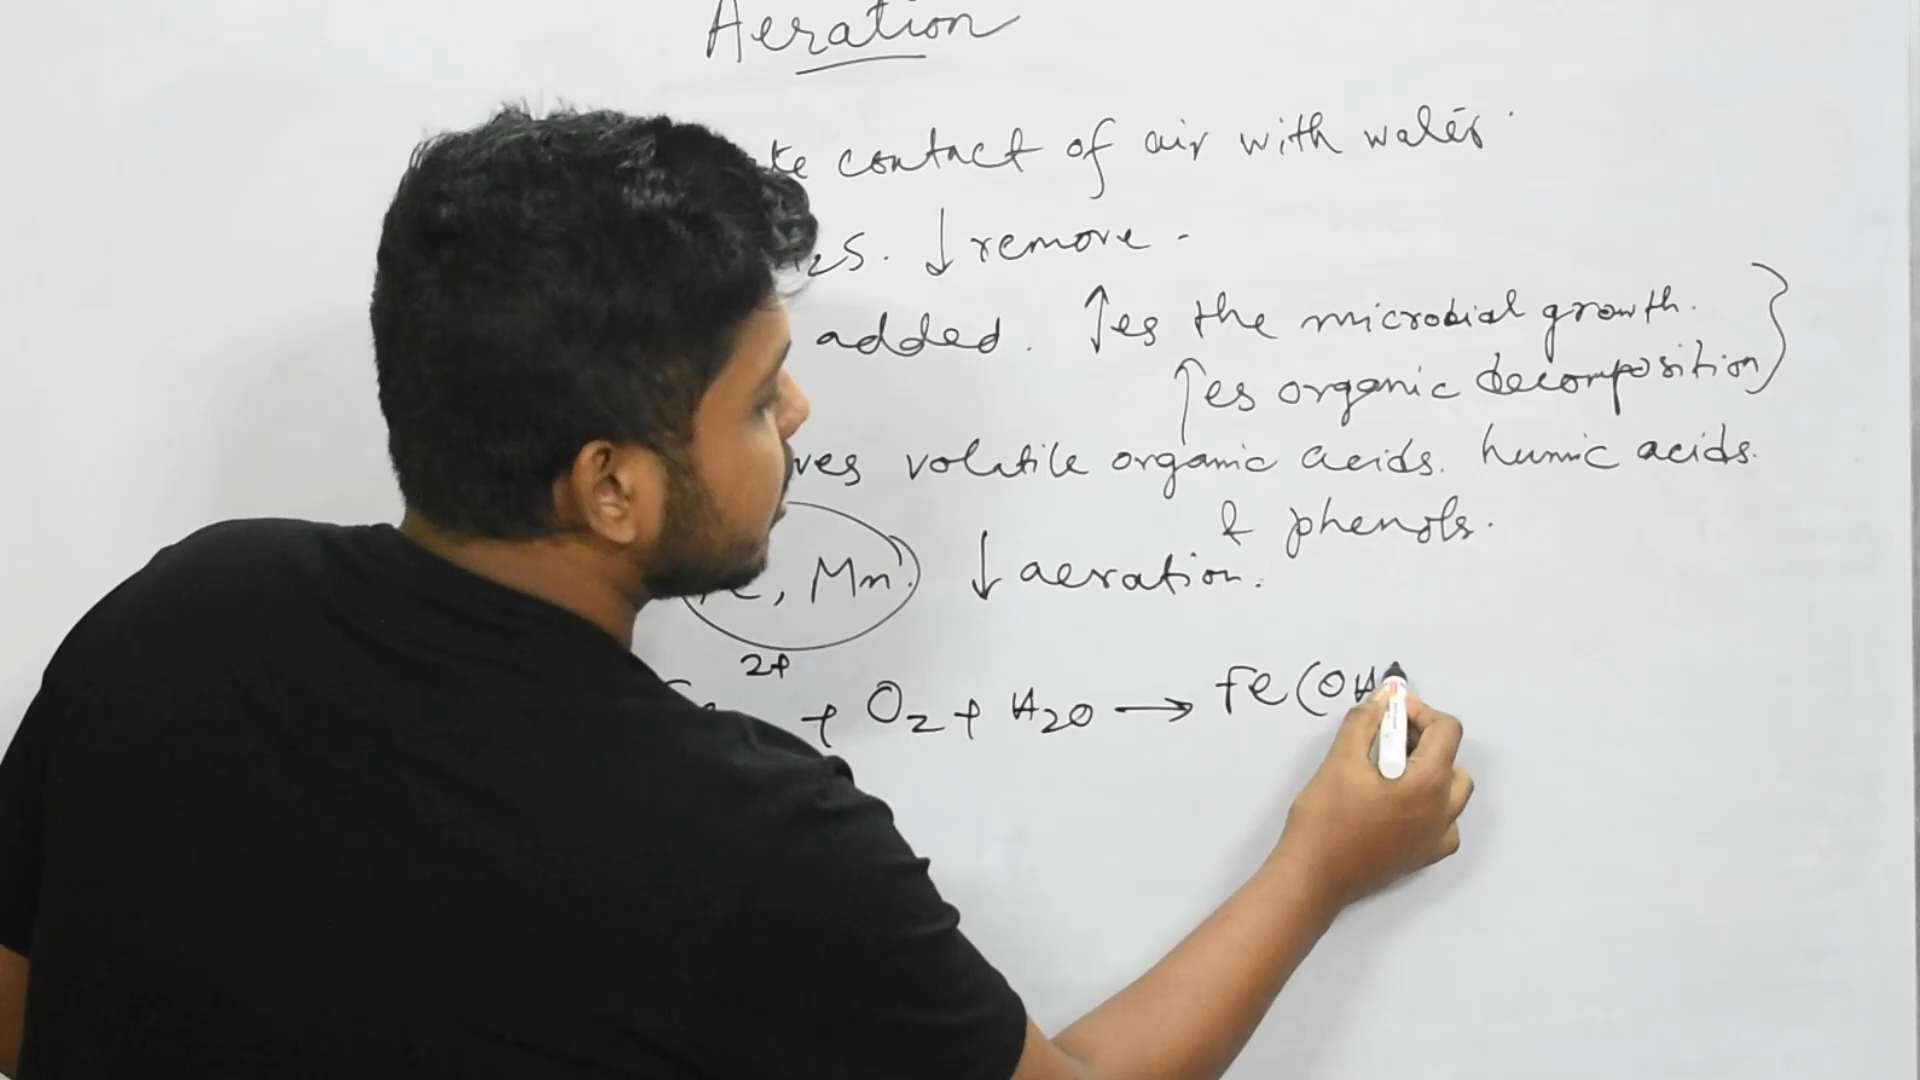 Aeration
contact of air with water.
2S. ↓ remove -
added. ↑es the microbial growth.
↑es organic decomposition
ves volatile organic acids. humic acids.
& phenols.
, Mn. ↓ aeration.
2+
+ O2 + H2O → Fe(OH